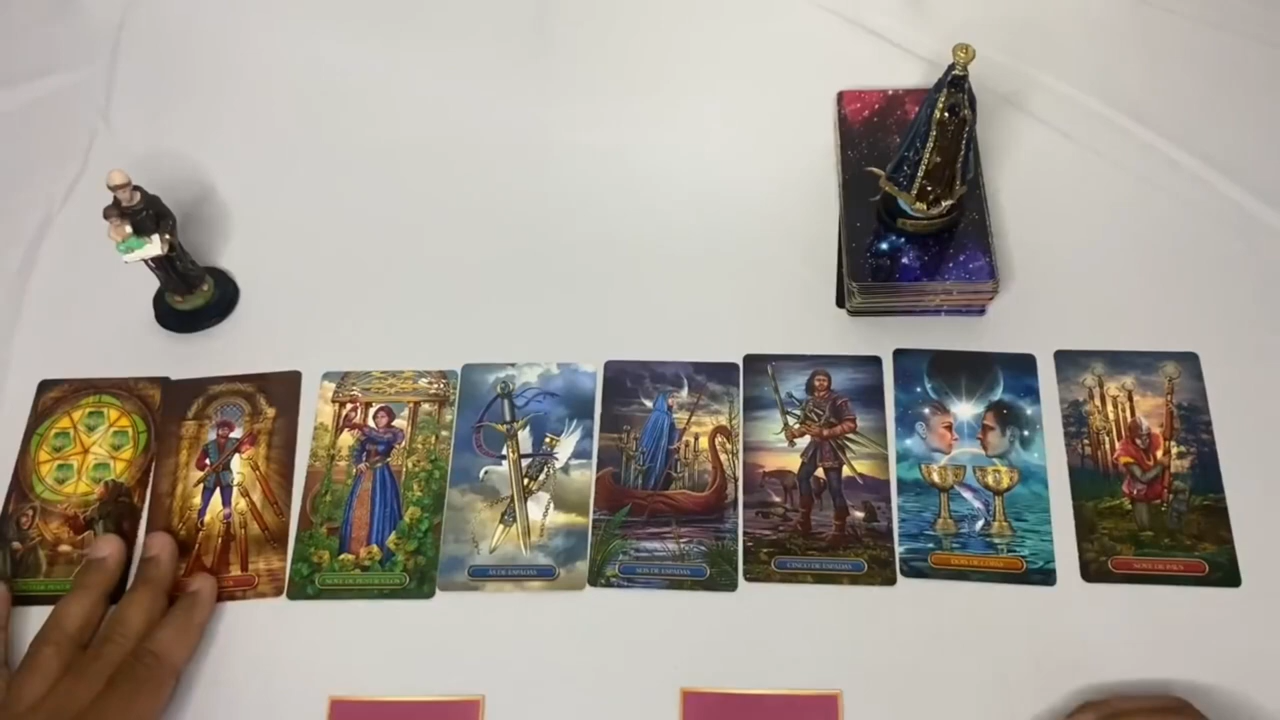 NOVE DE PENTÁCULOS
ÁS DE ESPADAS
SEIS DE ESPADAS
CINCO DE ESPADAS
DOIS DE COPAS
NOVE DE PAUS